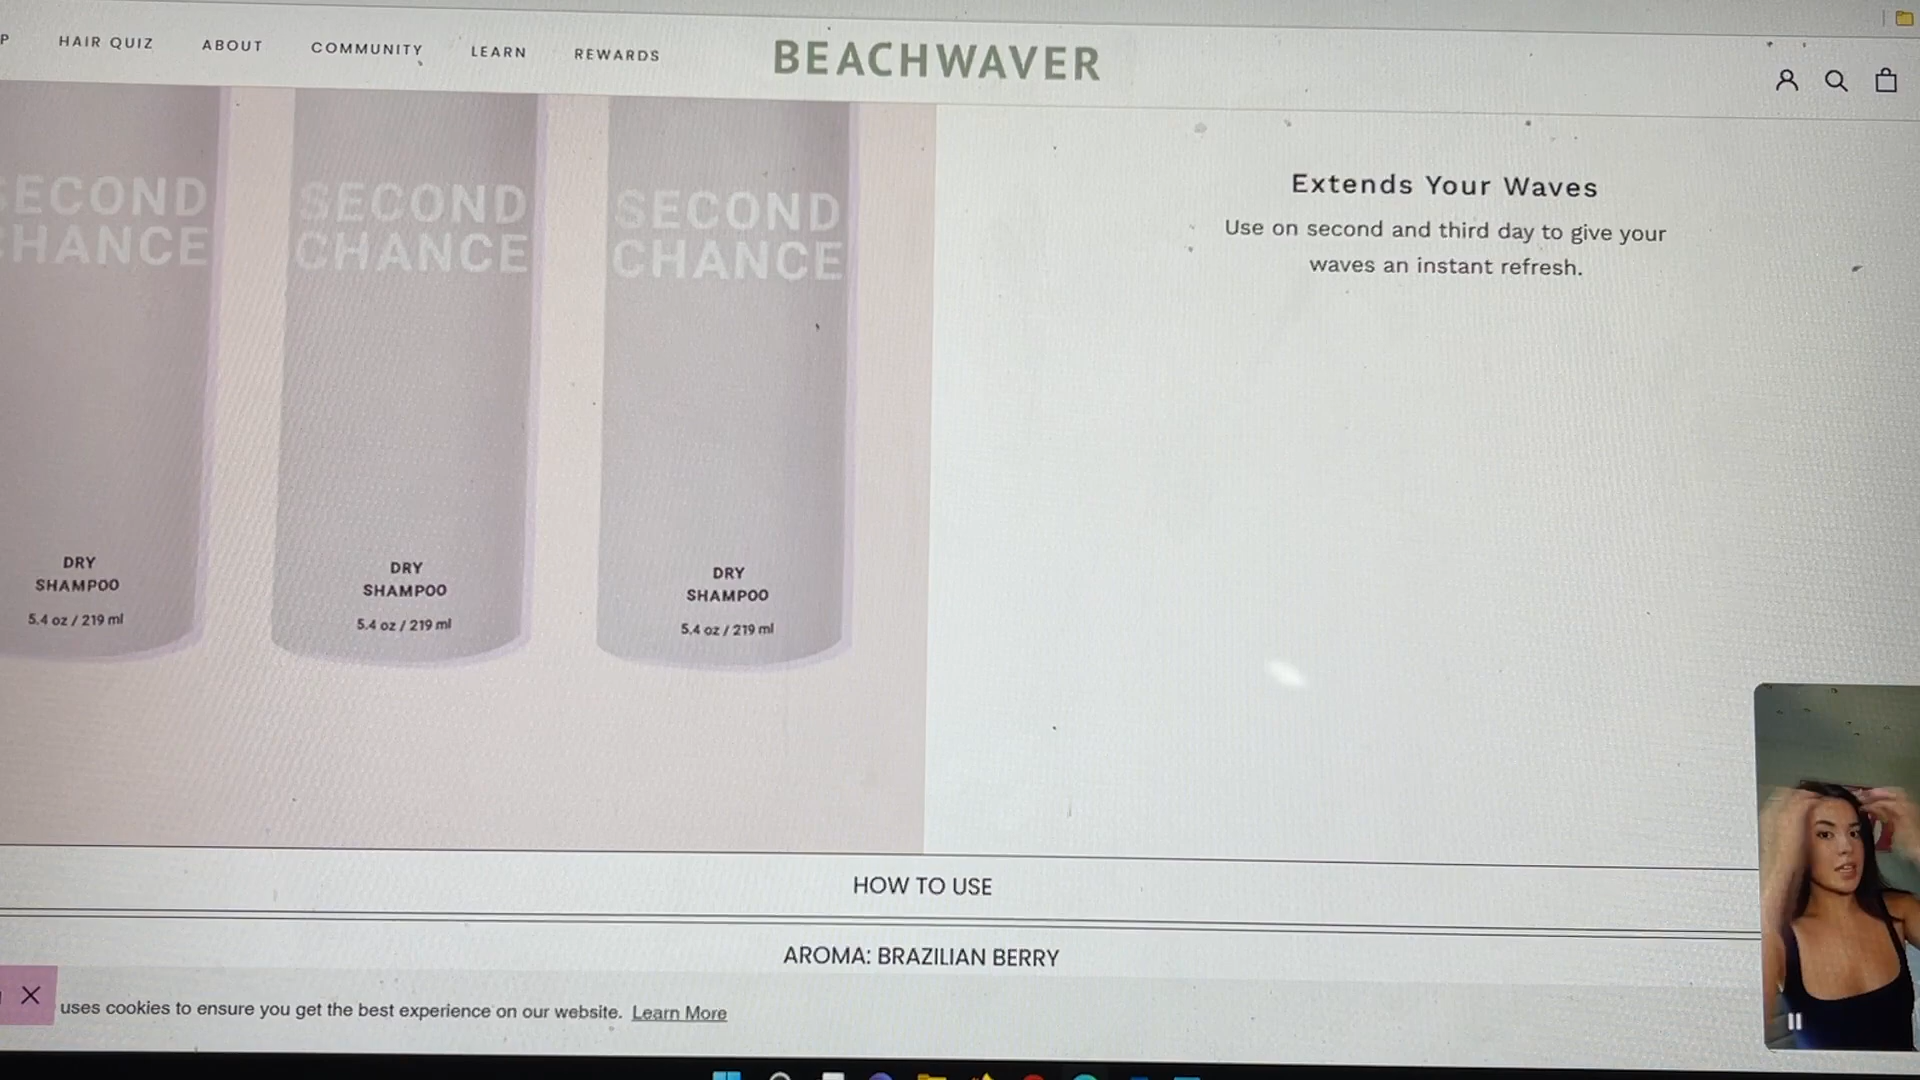 P HAIR QUIZ ABOUT COMMUNITY LEARN REWARDS
BEACHWAVER
SECOND
CHANCE
DRY
SHAMPOO
5.4 oz / 219 ml
SECOND
CHANCE
DRY
SHAMPOO
5.4 oz / 219 ml
SECOND
CHANCE
DRY
SHAMPOO
5.4 oz / 219 ml
Extends Your Waves
Use on second and third day to give your
waves an instant refresh.
HOW TO USE
AROMA: BRAZILIAN BERRY
uses cookies to ensure you get the best experience on our website. Learn More